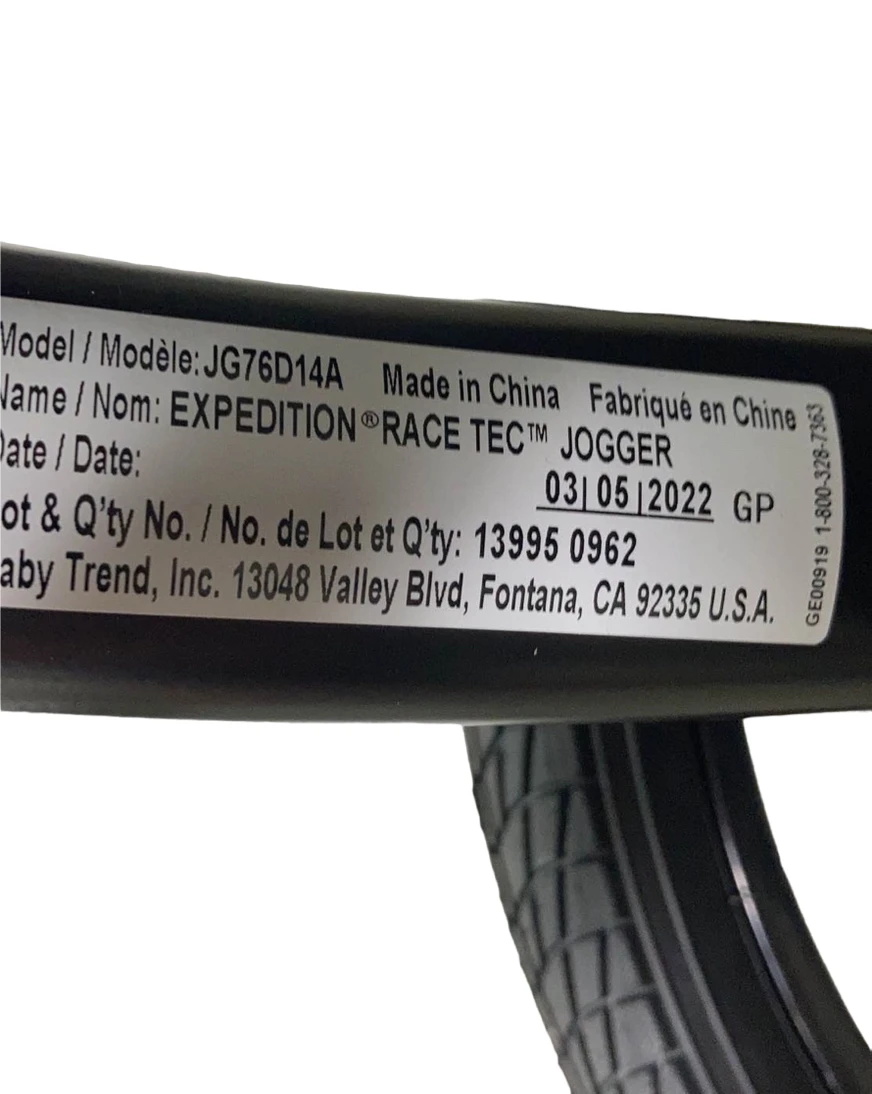 Model / Modèle: JG76D14A Made in China Fabriqué en Chine
Name / Nom: EXPEDITION® RACE TEC™ JOGGER
Date / Date: 03|05|2022 GP
ot & Q'ty No. / No. de Lot et Q'ty: 13995 0962
aby Trend, Inc. 13048 Valley Blvd, Fontana, CA 92335 U.S.A.
GE00919 1-800-328-7363